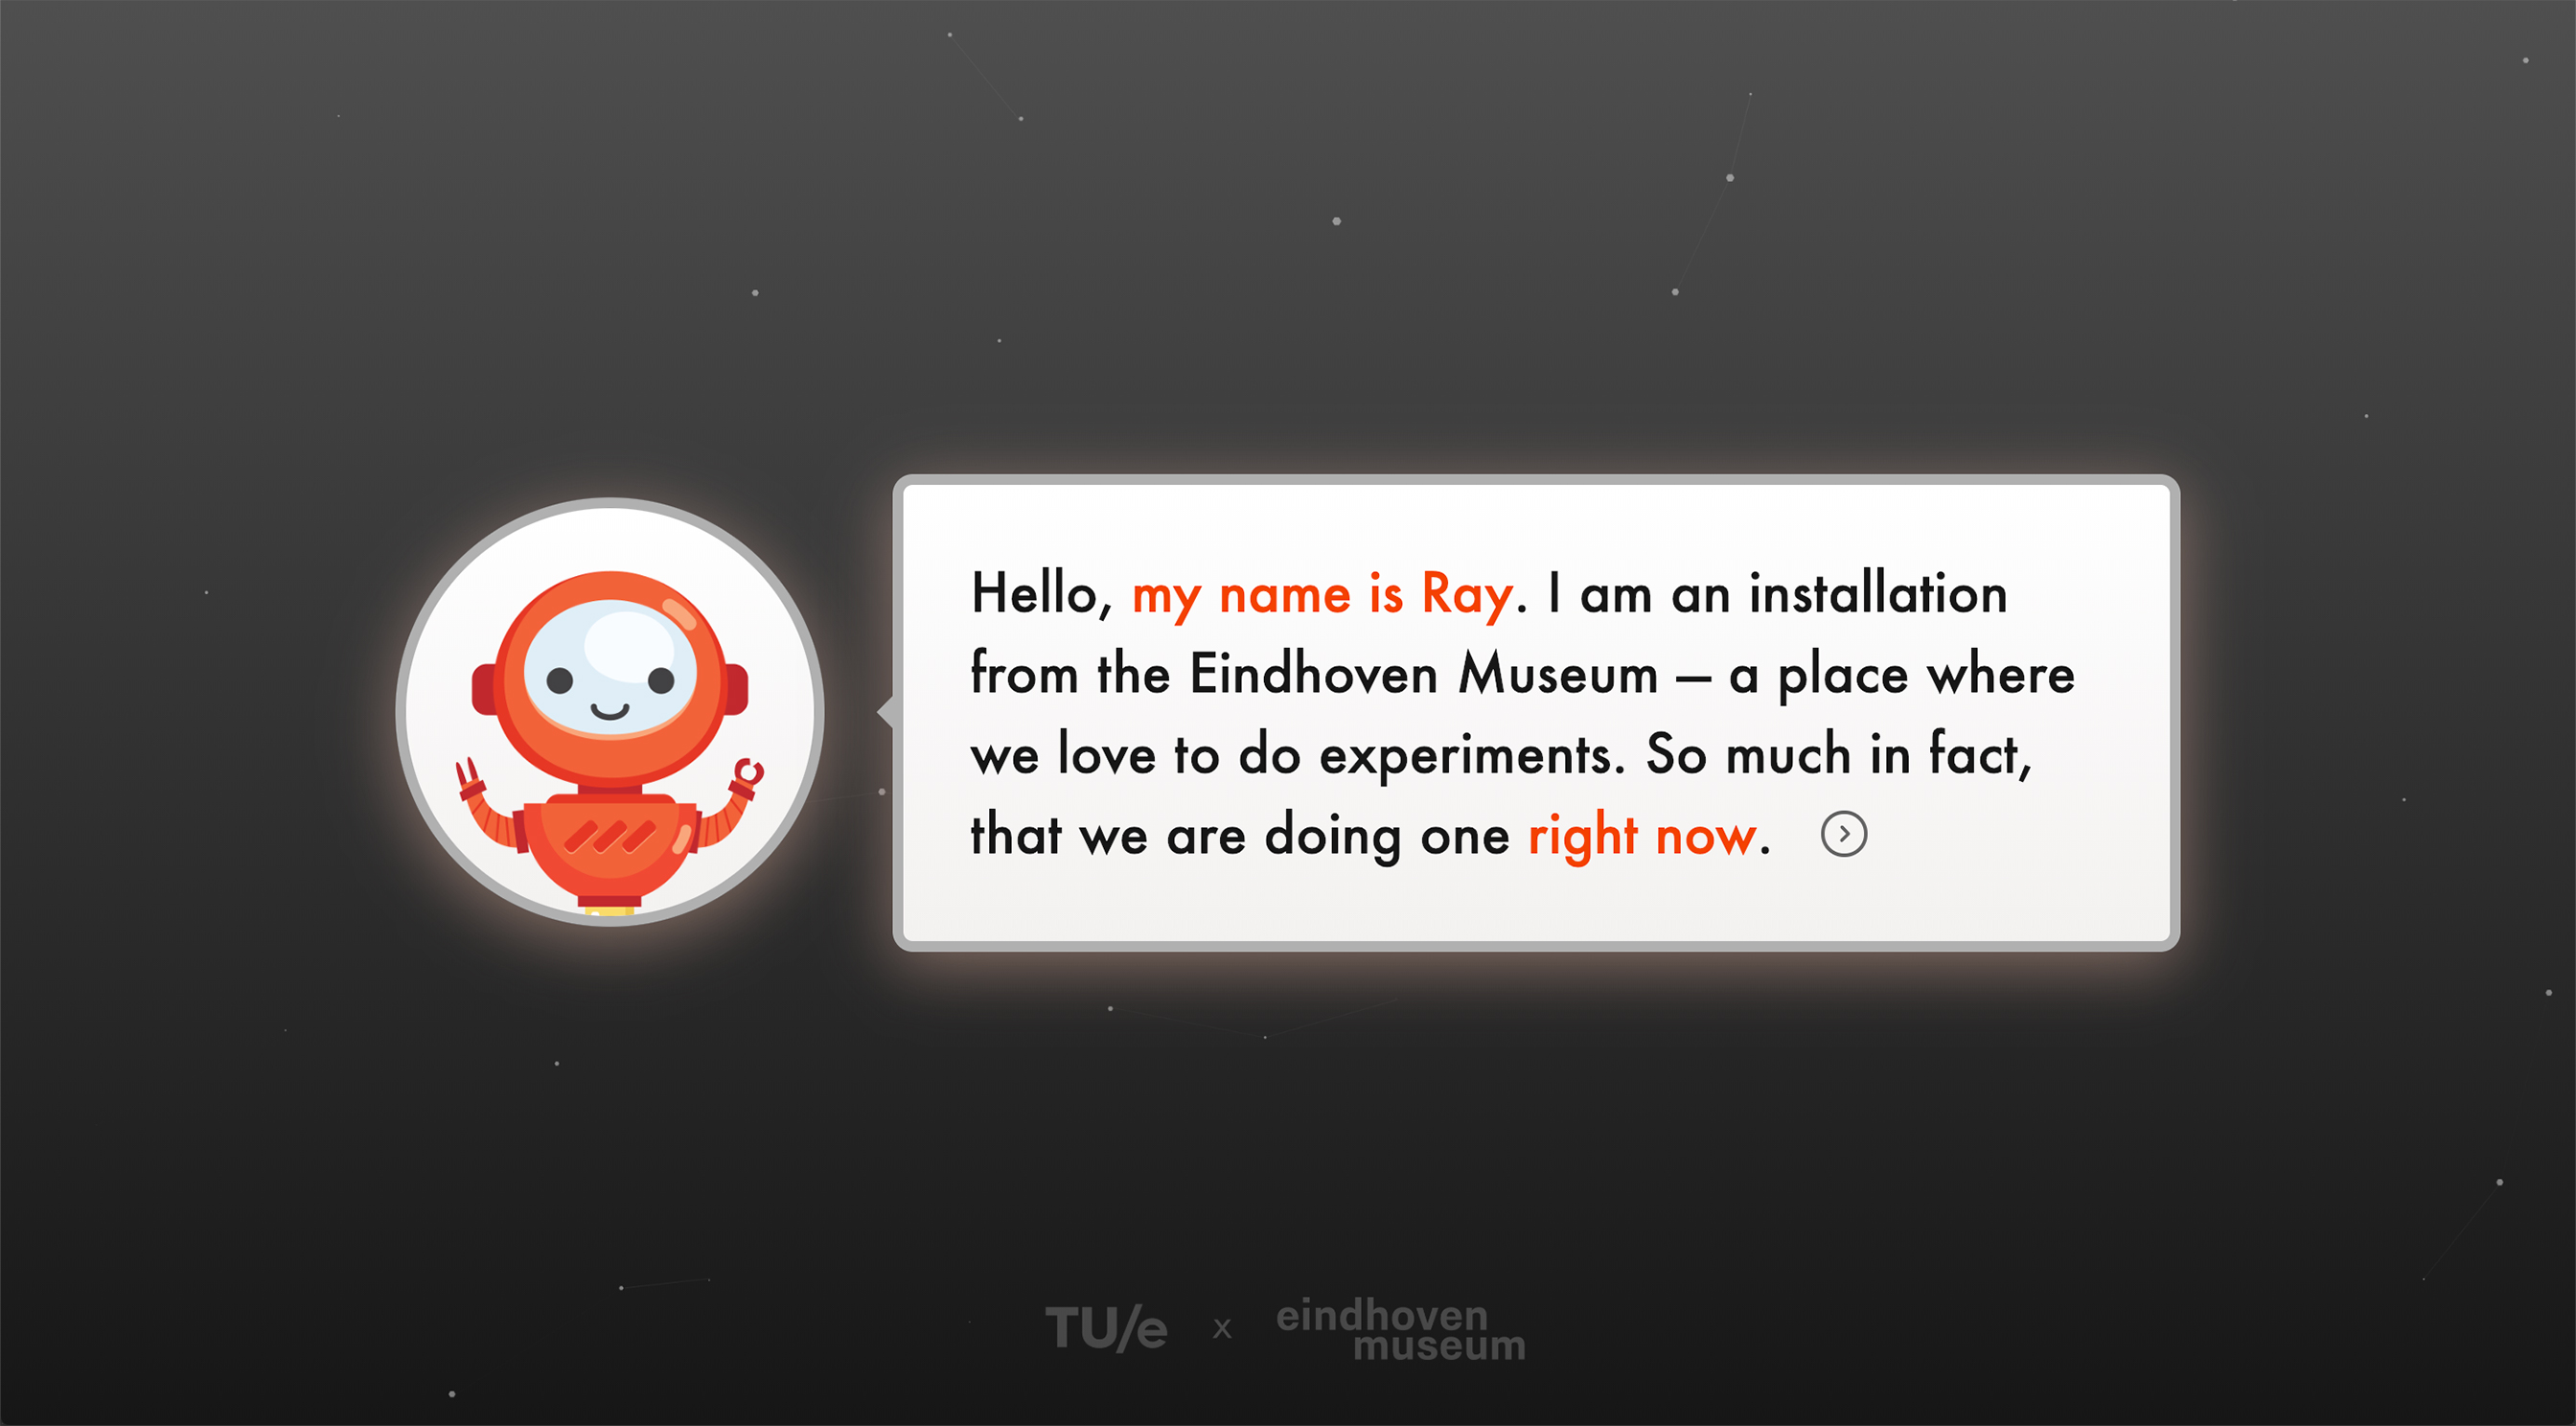 Hello, my name is Ray. I am an installation
from the Eindhoven Museum — a place where
we love to do experiments. So much in fact,
that we are doing one right now.
TU/e x eindhoven
museum